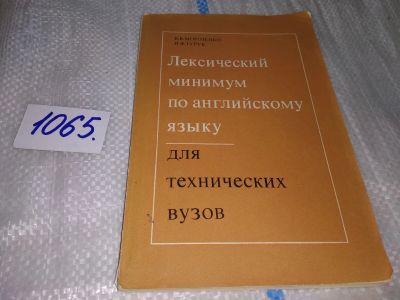 1065.
Лексический
минимум
по английскому
языку
для
технических
вузов